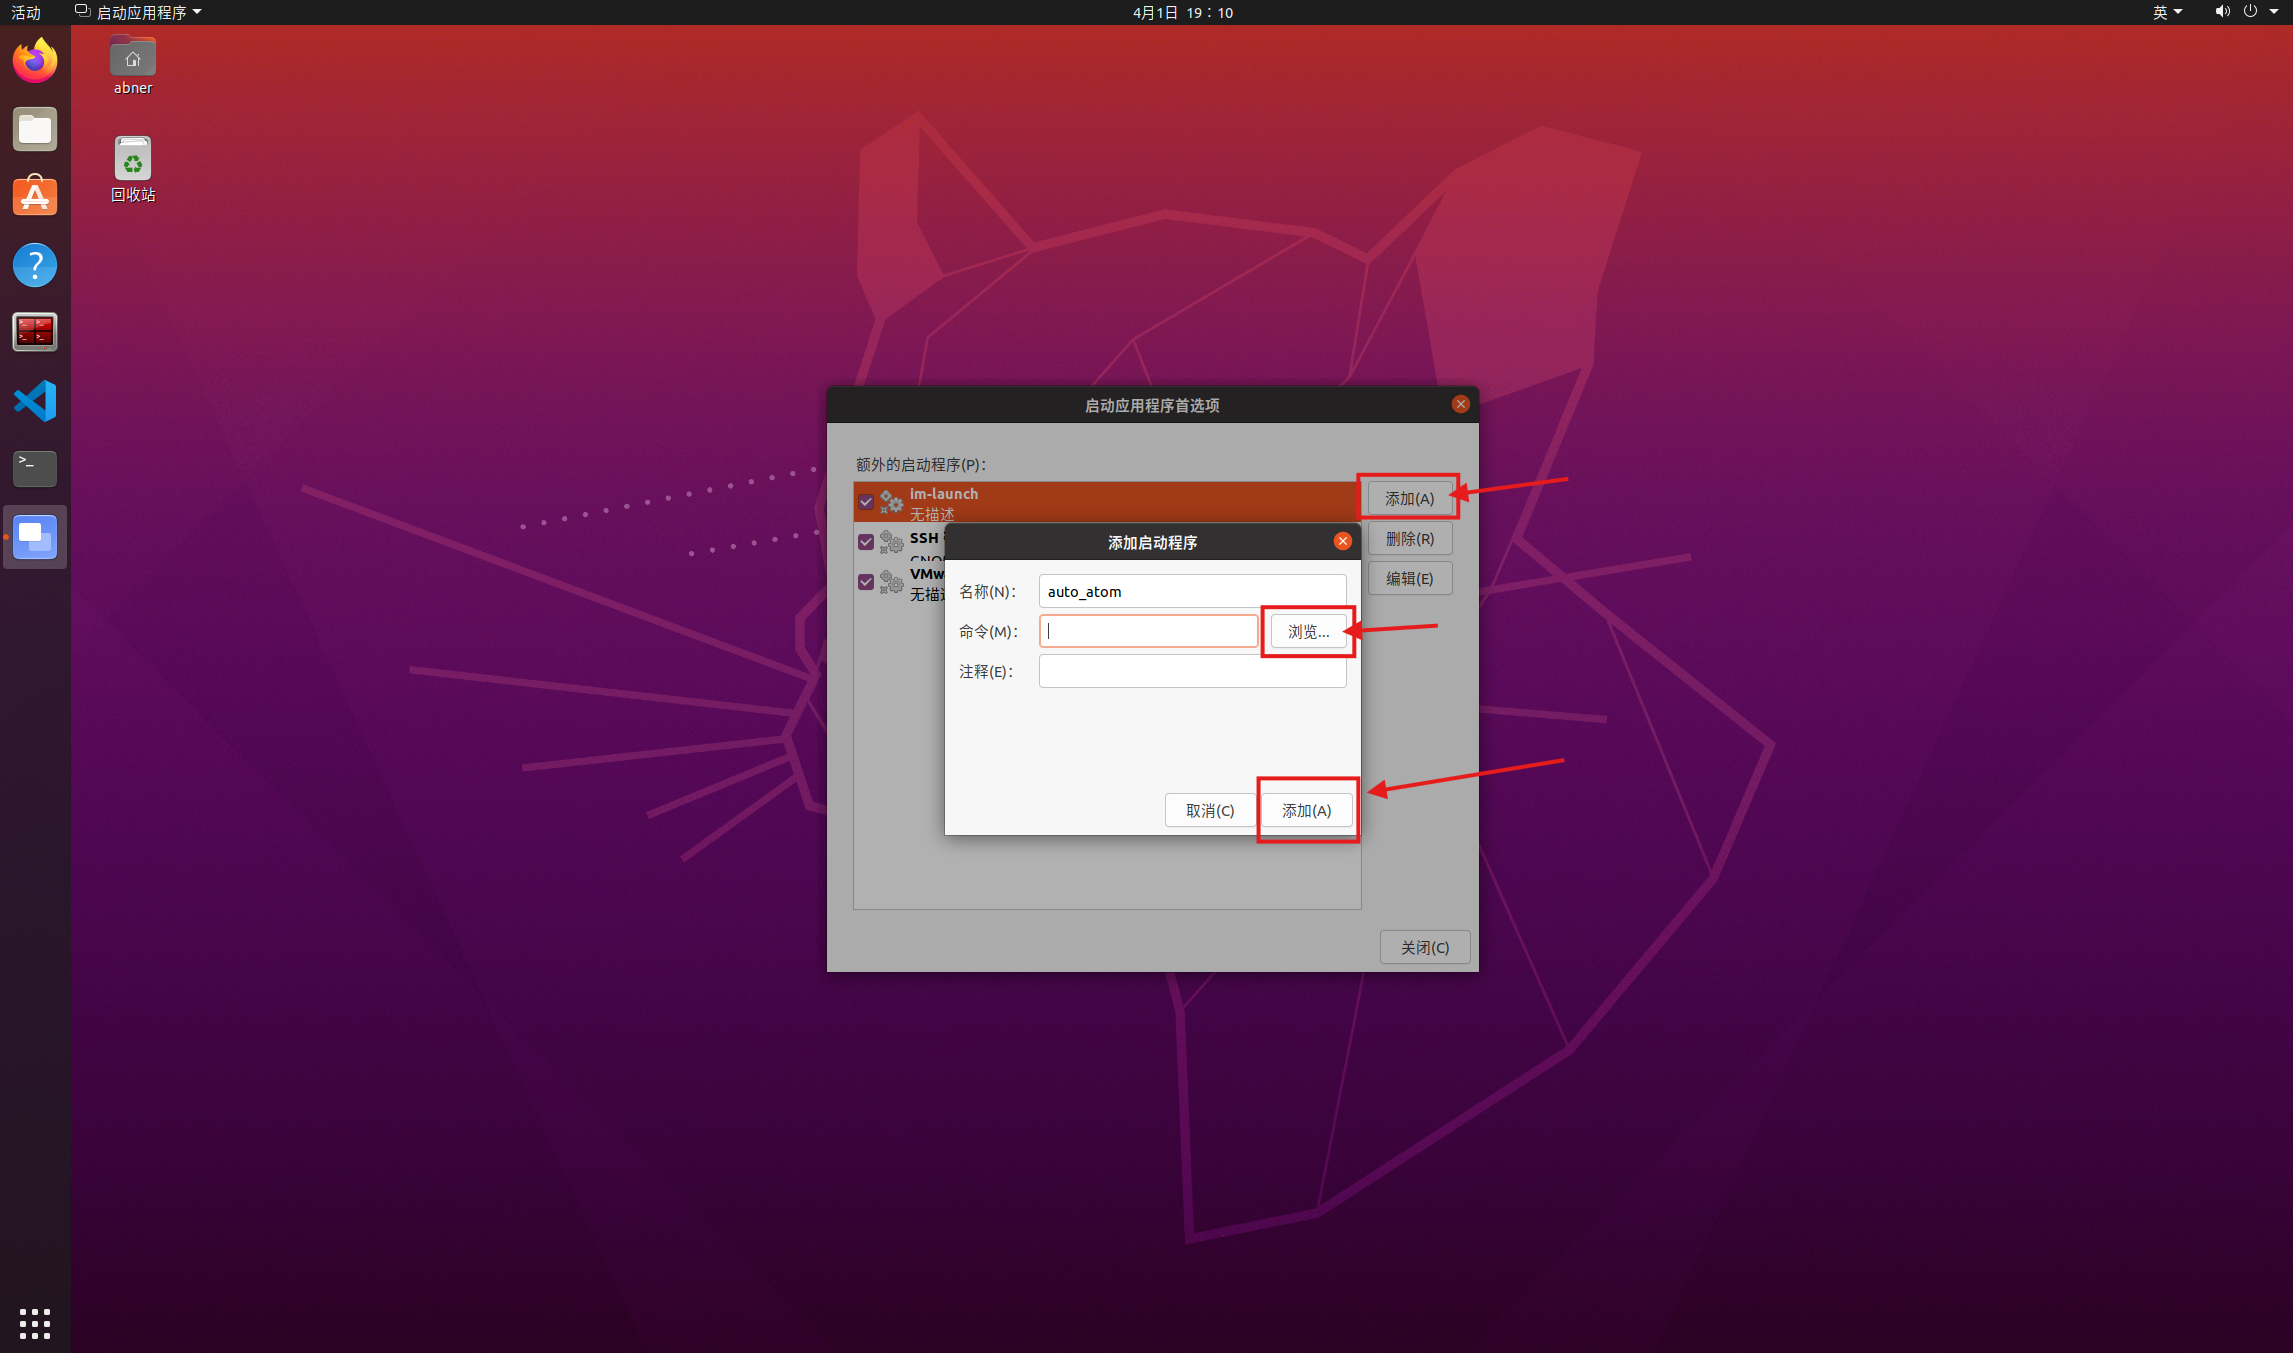 活动
启动应用程序
4月1日 19：10
英
abner
回收站
启动应用程序首选项
额外的启动程序(P)：
im-launch
无描述
添加(A)
SSH
删除(R)
VMw
无描述
编辑(E)
添加启动程序
名称(N)：
auto_atom
命令(M)：
浏览...
注释(E)：
取消(C)
添加(A)
关闭(C)